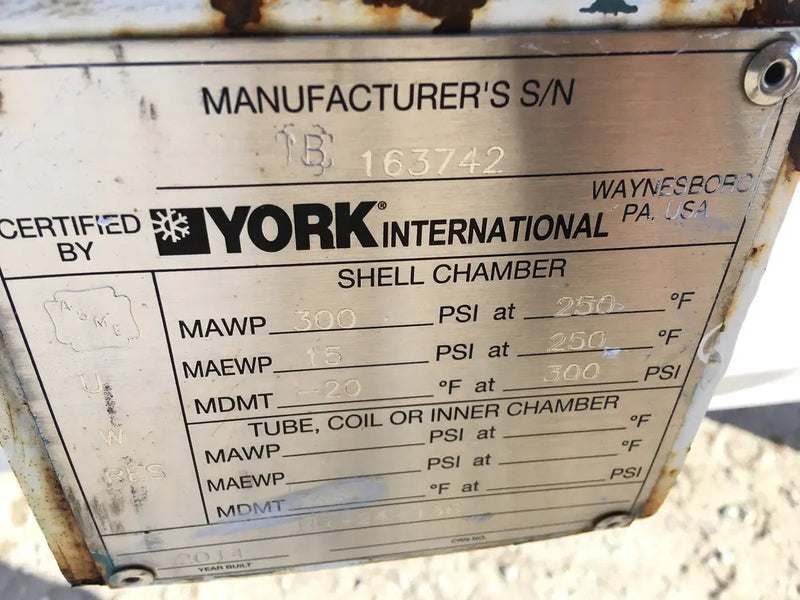 MANUFACTURER'S S/N
163742
CERTIFIED BY
YORK® INTERNATIONAL
WAYNESBORO
PA, USA
SHELL CHAMBER
MAWP 300 PSI at 250 °F
MAEWP 15 PSI at 250 °F
MDMT -20 °F at 300 PSI
ASME
U
W
RES
TUBE, COIL OR INNER CHAMBER
MAWP PSI at °F
MAEWP PSI at °F
MDMT °F at PSI
2014
YEAR BUILT
CRN NO.